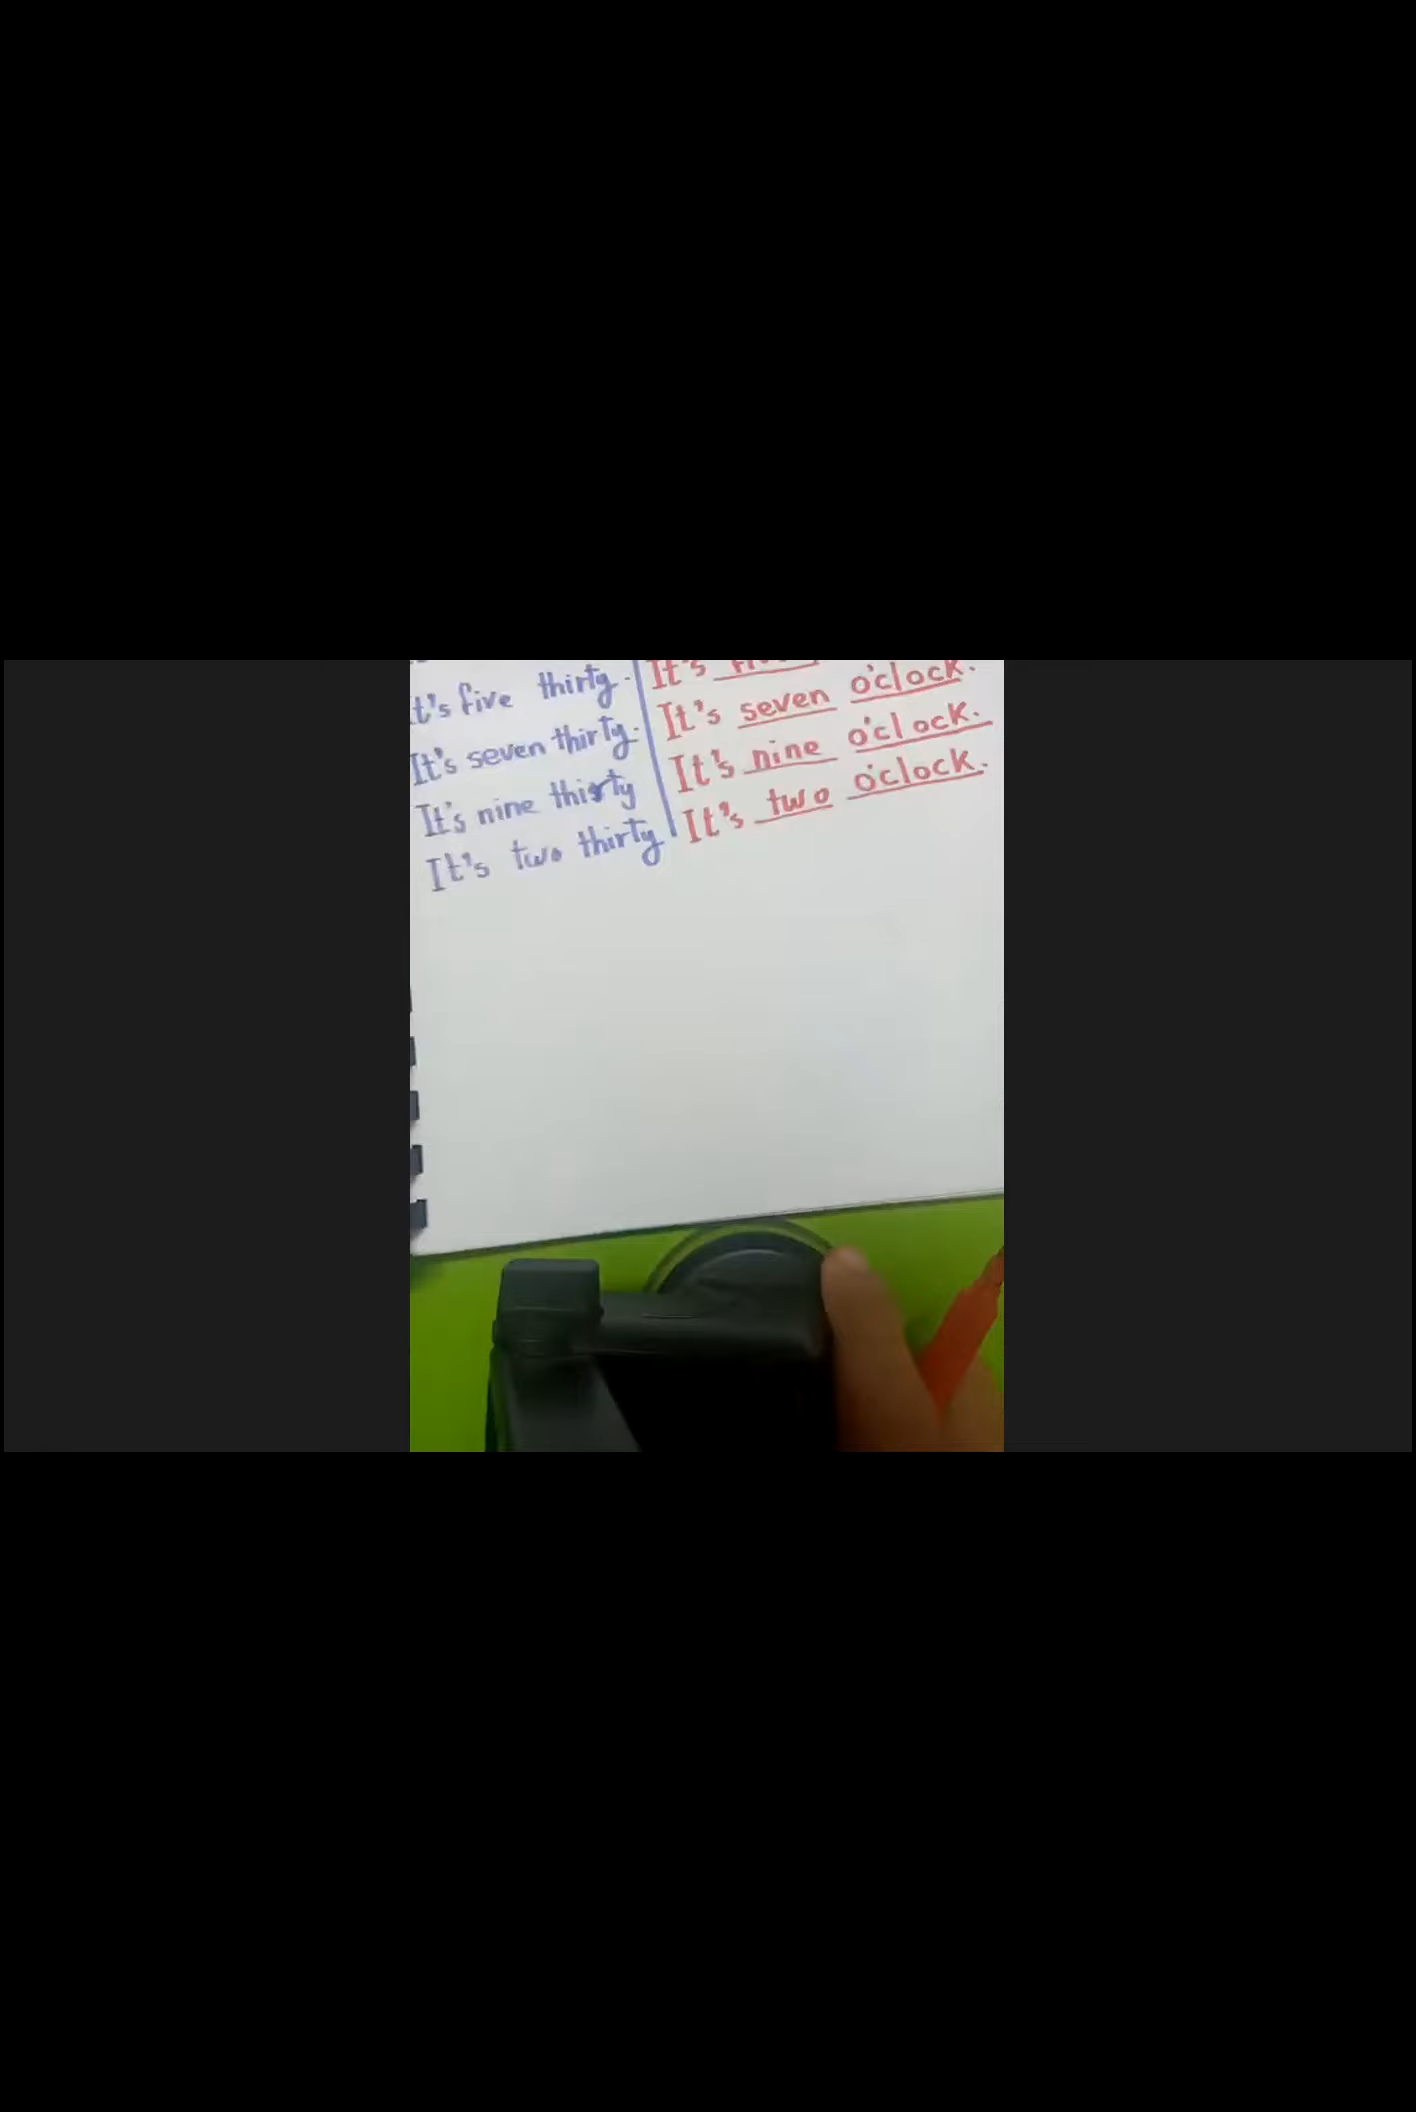 It's five thirty.
It's seven thirty.
It's nine thirty
It's two thirty
It's
It's seven o'clock.
It's nine o'clock.
It's two o'clock.